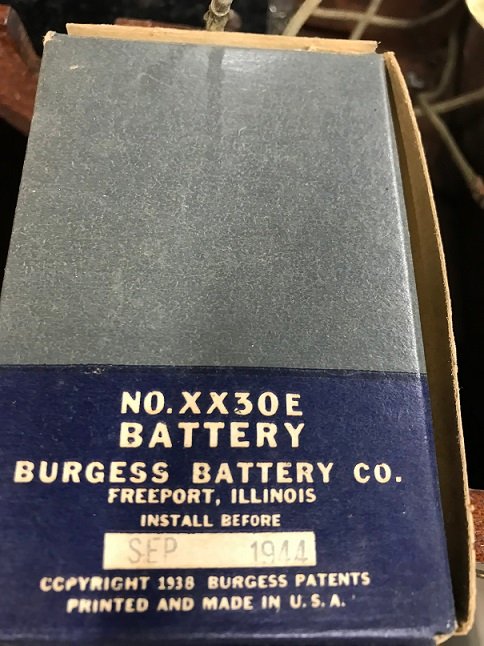 NO. XX30E
BATTERY
BURGESS BATTERY CO.
FREEPORT, ILLINOIS
INSTALL BEFORE
SEP 1944
COPYRIGHT 1938 BURGESS PATENTS
PRINTED AND MADE IN U.S.A.